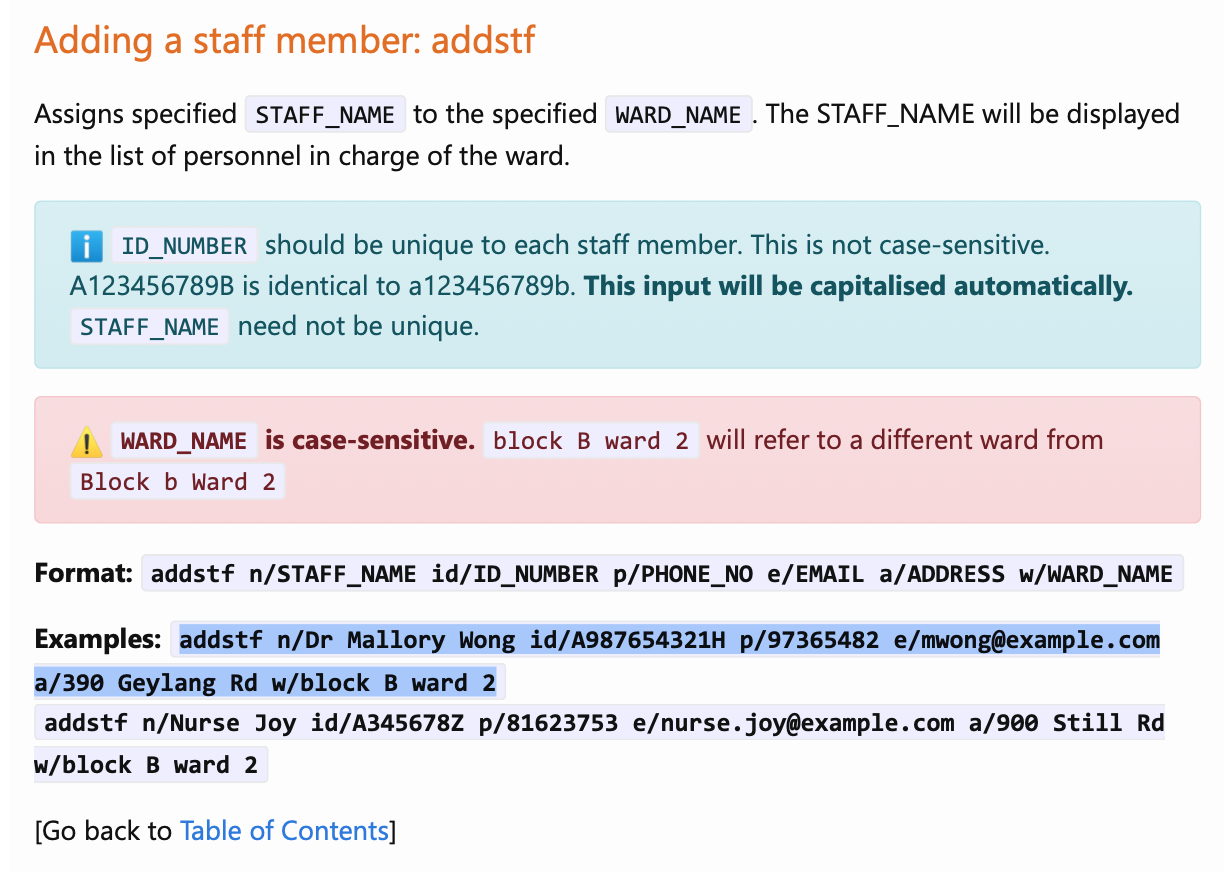 Adding a staff member: addstf
Assigns specified STAFF_NAME to the specified WARD_NAME. The STAFF_NAME will be displayed
in the list of personnel in charge of the ward.
ID_NUMBER should be unique to each staff member. This is not case-sensitive.
A123456789B is identical to a123456789b. This input will be capitalised automatically.
STAFF_NAME need not be unique.
WARD_NAME is case-sensitive. block B ward 2 will refer to a different ward from
Block b Ward 2
Format: addstf n/STAFF_NAME id/ID_NUMBER p/PHONE_NO e/EMAIL a/ADDRESS w/WARD_NAME
Examples: addstf n/Dr Mallory Wong id/A987654321H p/97365482 e/mwong@example.com
a/390 Geylang Rd w/block B ward 2
addstf n/Nurse Joy id/A345678Z p/81623753 e/nurse.joy@example.com a/900 Still Rd
w/block B ward 2
[Go back to Table of Contents]